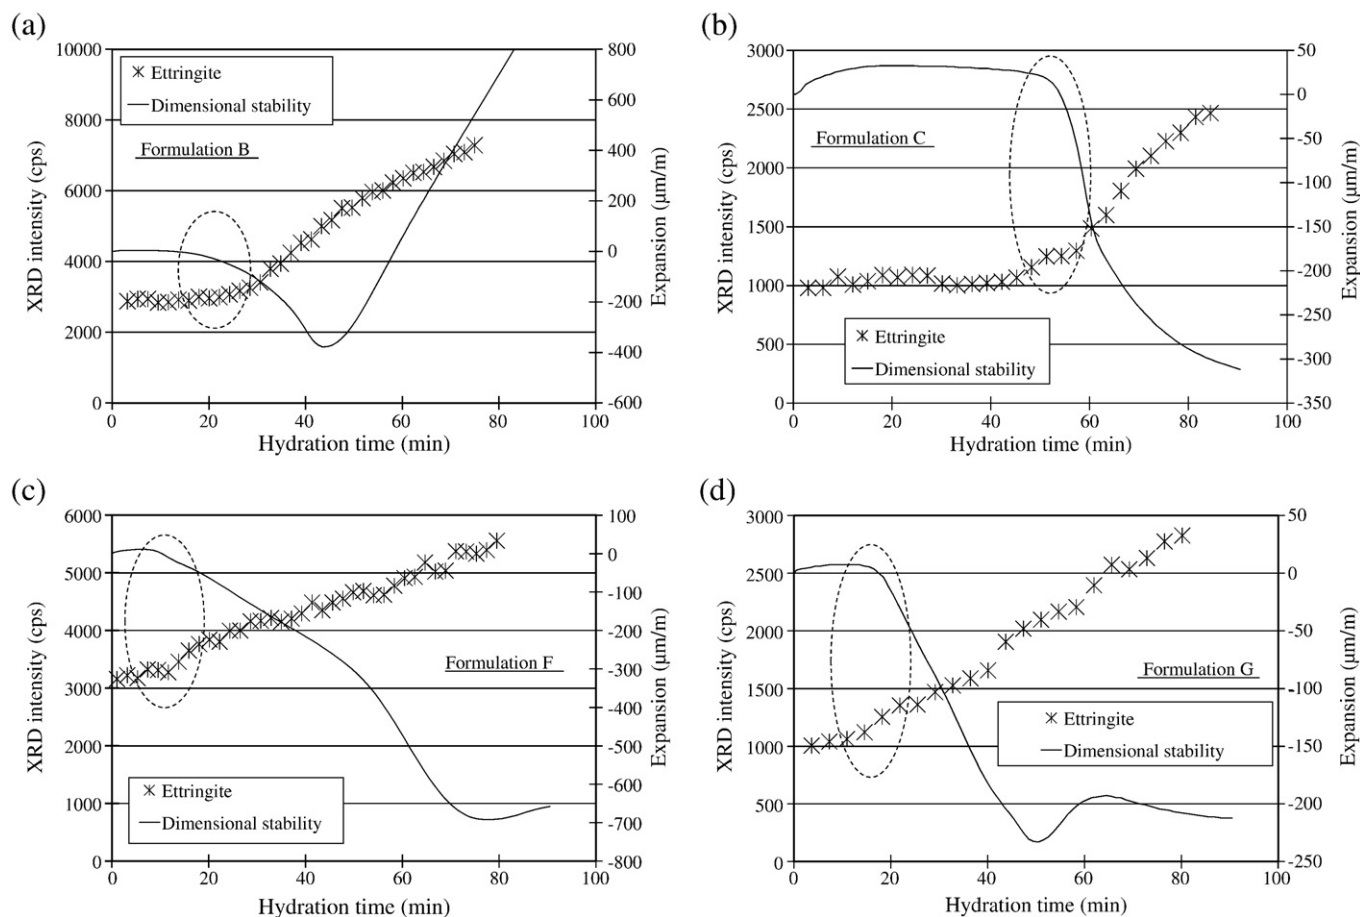 (a)
10000
8000
6000
4000
2000
0
XRD intensity (cps)
Ettringite
Dimensional stability
Formulation B
800
600
400
200
0
-200
-400
-600
Expansion (µm/m)
0 20 40 60 80 100
Hydration time (min)
(b)
3000
2500
2000
1500
1000
500
0
XRD intensity (cps)
Formulation C
Ettringite
Dimensional stability
50
0
-50
-100
-150
-200
-250
-300
-350
Expansion (µm/m)
0 20 40 60 80 100
Hydration time (min)
(c)
6000
5000
4000
3000
2000
1000
0
XRD intensity (cps)
Formulation F
Ettringite
Dimensional stability
100
0
-100
-200
-300
-400
-500
-600
-700
-800
Expansion (µm/m)
0 20 40 60 80 100
Hydration time (min)
(d)
3000
2500
2000
1500
1000
500
0
XRD intensity (cps)
Formulation G
Ettringite
Dimensional stability
50
0
-50
-100
-150
-200
-250
Expansion (µm/m)
0 20 40 60 80 100
Hydration time (min)